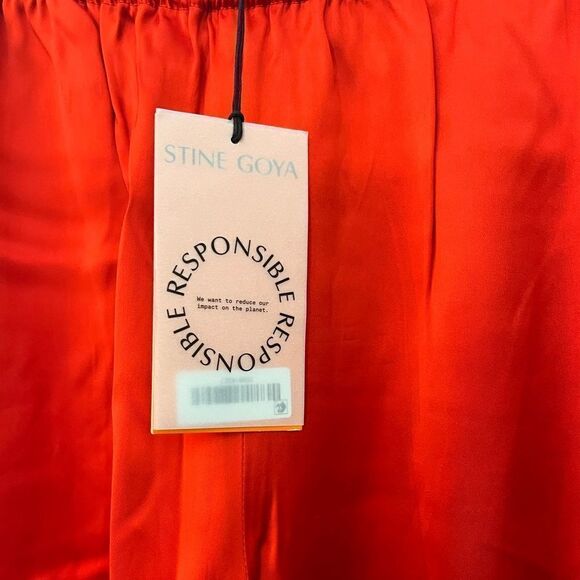 STINE GOYA
RESPONSIBLE RESPONSIBLE
We want to reduce our
impact on the planet.